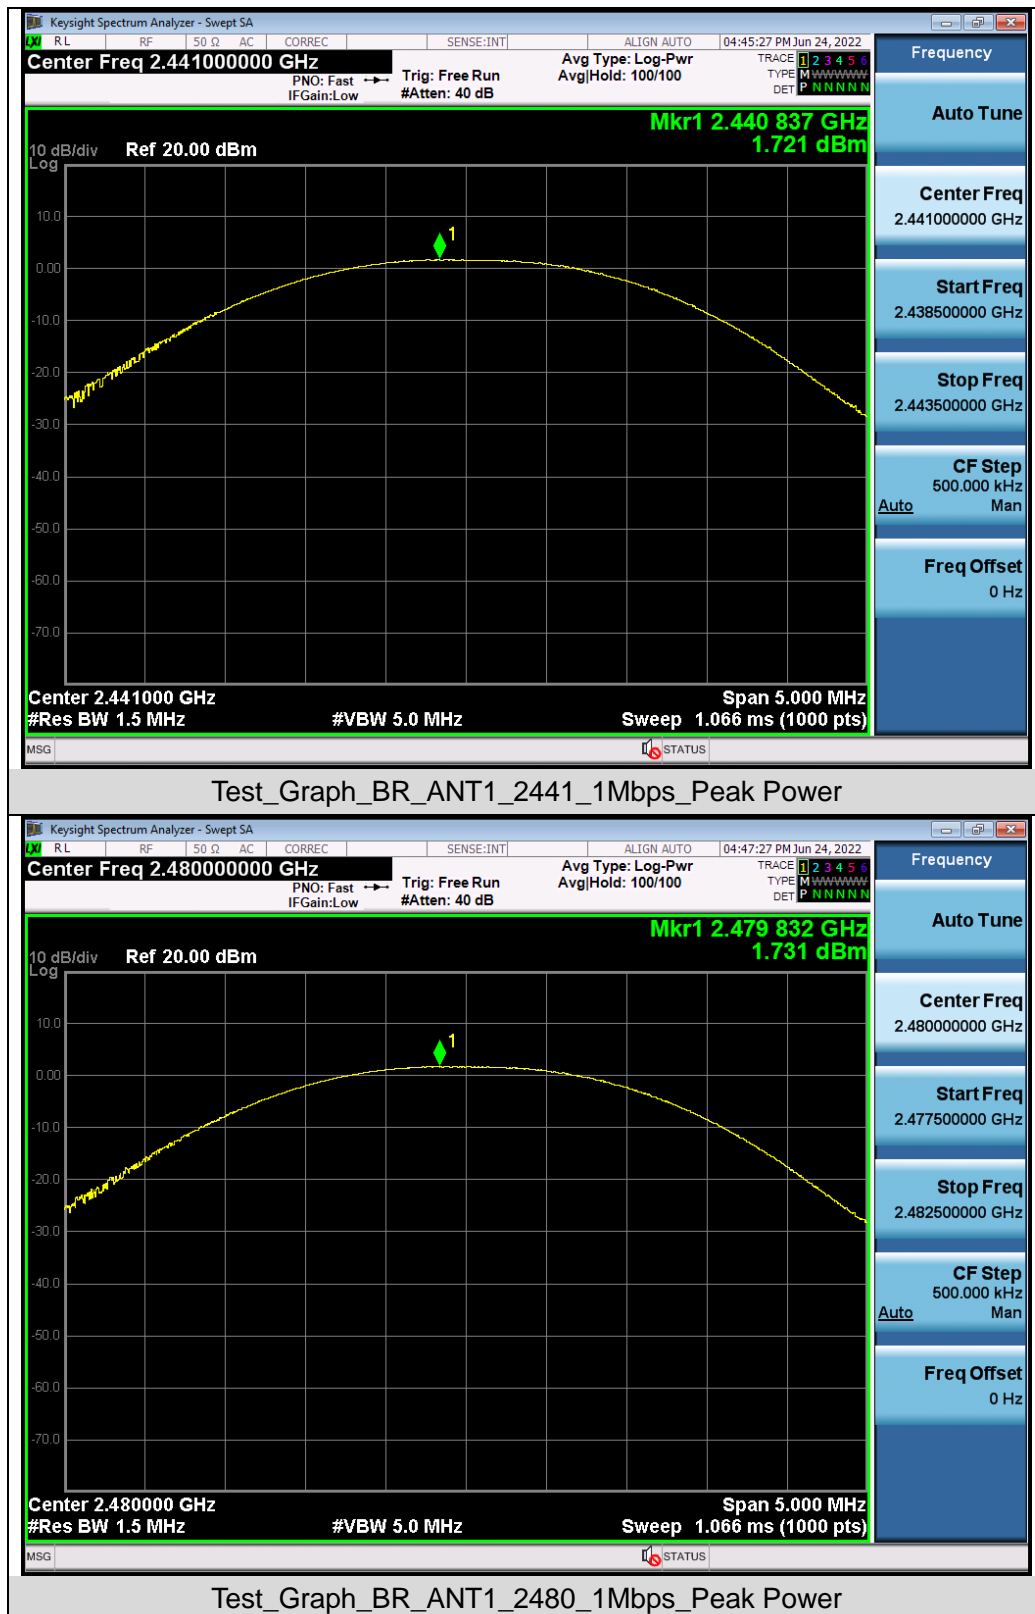 Keysight Spectrum Analyzer - Swept SA
LXI RL RF 50 Ω AC CORREC SENSE:INT ALIGN AUTO 04:45:27 PM Jun 24, 2022
Center Freq 2.441000000 GHz
PNO: Fast
IFGain:Low
Trig: Free Run
#Atten: 40 dB
Avg Type: Log-Pwr
Avg|Hold: 100/100
TRACE 1 2 3 4 5 6
TYPE M WWWWW
DET P N N N N N
Mkr1 2.440 837 GHz
1.721 dBm
10 dB/div Ref 20.00 dBm
Log
10.0
0.00
-10.0
-20.0
-30.0
-40.0
-50.0
-60.0
-70.0
1
Center 2.441000 GHz Span 5.000 MHz
#Res BW 1.5 MHz #VBW 5.0 MHz Sweep 1.066 ms (1000 pts)
MSG STATUS
Frequency
Auto Tune
Center Freq
2.441000000 GHz
Start Freq
2.438500000 GHz
Stop Freq
2.443500000 GHz
CF Step
500.000 kHz
Auto Man
Freq Offset
0 Hz
Test_Graph_BR_ANT1_2441_1Mbps_Peak Power
Keysight Spectrum Analyzer - Swept SA
LXI RL RF 50 Ω AC CORREC SENSE:INT ALIGN AUTO 04:47:27 PM Jun 24, 2022
Center Freq 2.480000000 GHz
PNO: Fast
IFGain:Low
Trig: Free Run
#Atten: 40 dB
Avg Type: Log-Pwr
Avg|Hold: 100/100
TRACE 1 2 3 4 5 6
TYPE M WWWWW
DET P N N N N N
Mkr1 2.479 832 GHz
1.731 dBm
10 dB/div Ref 20.00 dBm
Log
10.0
0.00
-10.0
-20.0
-30.0
-40.0
-50.0
-60.0
-70.0
1
Center 2.480000 GHz Span 5.000 MHz
#Res BW 1.5 MHz #VBW 5.0 MHz Sweep 1.066 ms (1000 pts)
MSG STATUS
Frequency
Auto Tune
Center Freq
2.480000000 GHz
Start Freq
2.477500000 GHz
Stop Freq
2.482500000 GHz
CF Step
500.000 kHz
Auto Man
Freq Offset
0 Hz
Test_Graph_BR_ANT1_2480_1Mbps_Peak Power